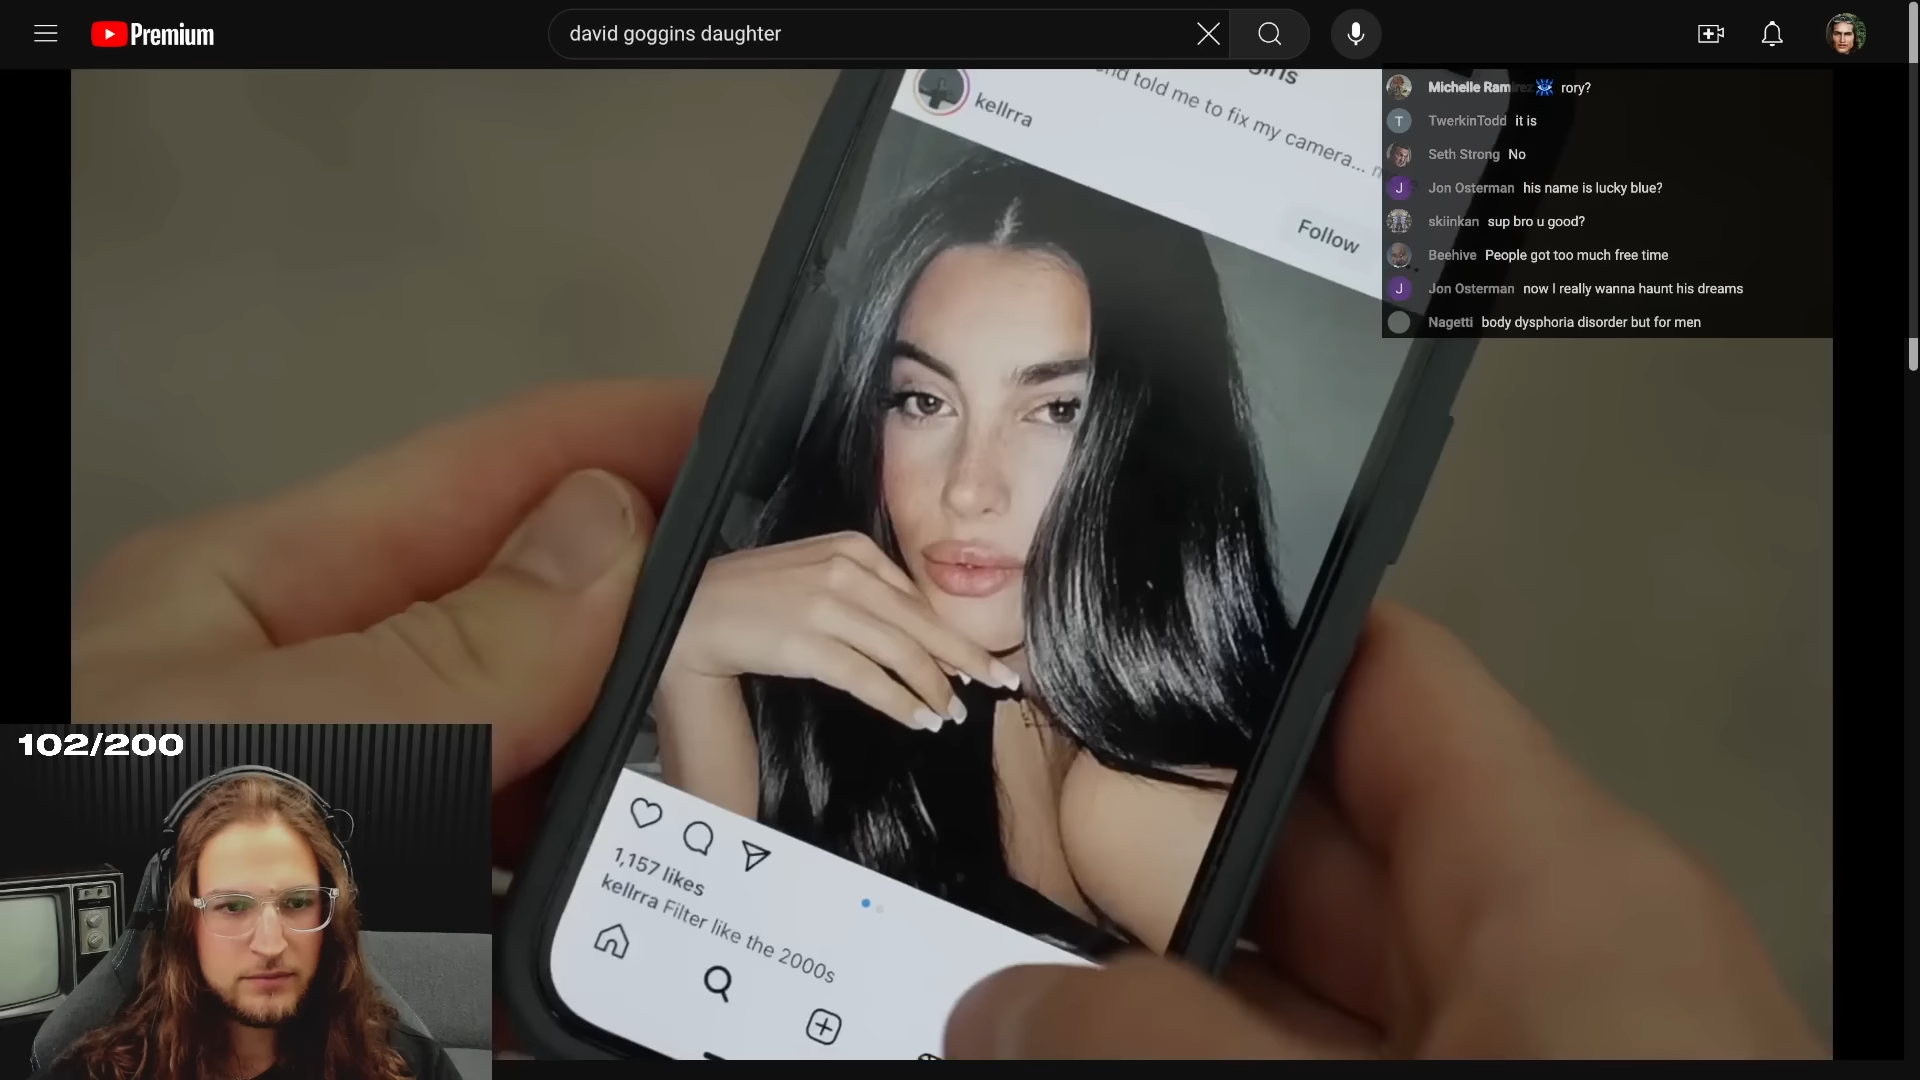 Premium
david goggins daughter
girls
told me to fix my camera...
kellrra
Follow
Michelle Ramirez rory?
T TwerkinTodd it is
Seth Strong No
J Jon Osterman his name is lucky blue?
skiinkan sup bro u good?
Beehive People got too much free time
J Jon Osterman now I really wanna haunt his dreams
Nagetti body dysphoria disorder but for men
102/200
1,157 likes
kellrra Filter like the 2000s